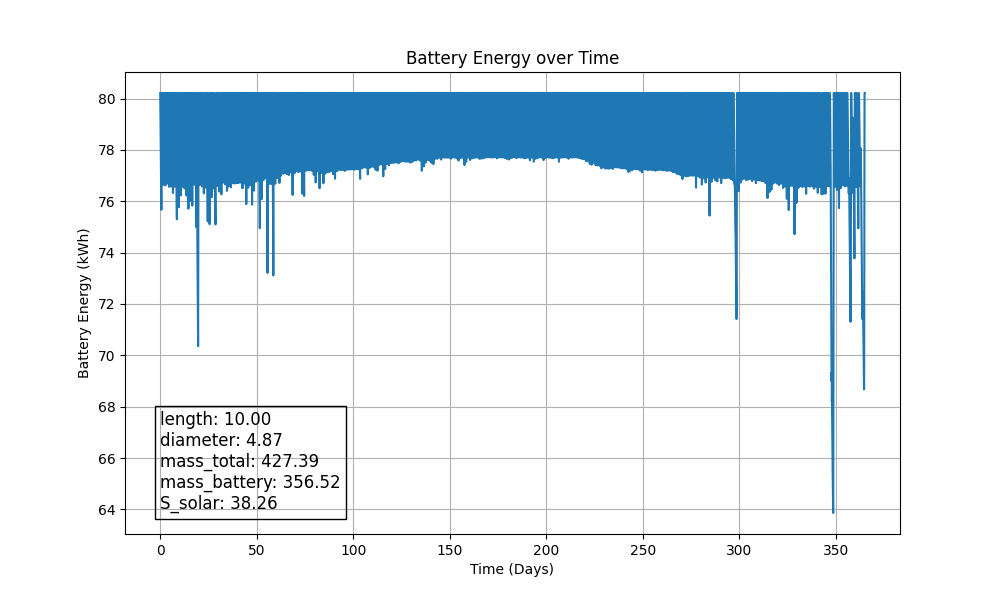 Battery Energy over Time
Battery Energy (kWh)
80
78
76
74
72
70
68
66
64
length: 10.00
diameter: 4.87
mass_total: 427.39
mass_battery: 356.52
S_solar: 38.26
0 50 100 150 200 250 300 350
Time (Days)